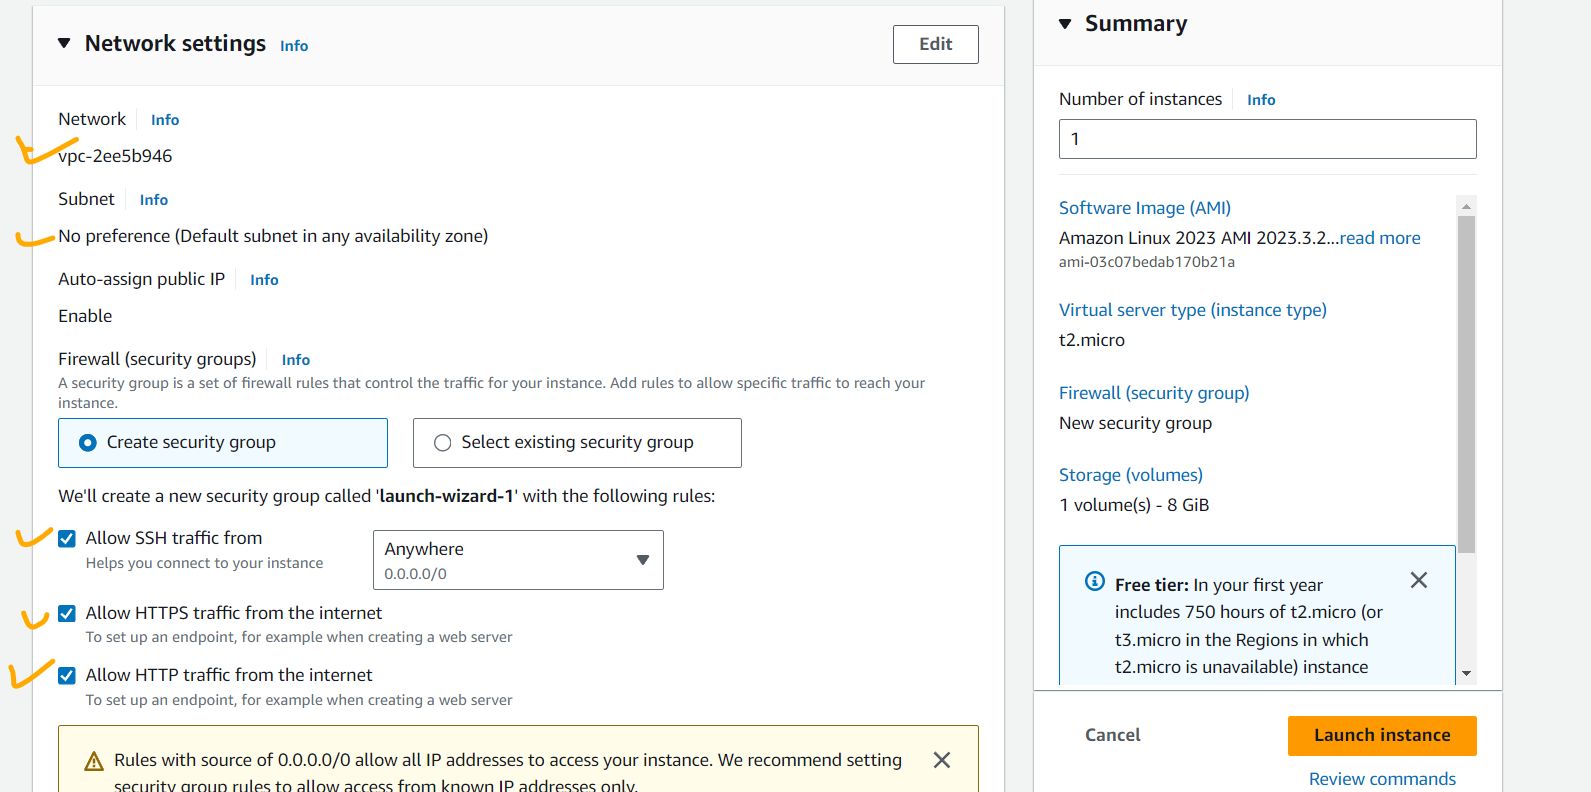 Network settings Info
Edit
Network Info
vpc-2ee5b946
Subnet Info
No preference (Default subnet in any availability zone)
Auto-assign public IP Info
Enable
Firewall (security groups) Info
A security group is a set of firewall rules that control the traffic for your instance. Add rules to allow specific traffic to reach your
instance.
Create security group
Select existing security group
We'll create a new security group called 'launch-wizard-1' with the following rules:
Allow SSH traffic from
Helps you connect to your instance
Anywhere
0.0.0.0/0
Allow HTTPS traffic from the internet
To set up an endpoint, for example when creating a web server
Allow HTTP traffic from the internet
To set up an endpoint, for example when creating a web server
Rules with source of 0.0.0.0/0 allow all IP addresses to access your instance. We recommend setting
security group rules to allow access from known IP addresses only.
Summary
Number of instances Info
1
Software Image (AMI)
Amazon Linux 2023 AMI 2023.3.2...read more
ami-03c07bedab170b21a
Virtual server type (instance type)
t2.micro
Firewall (security group)
New security group
Storage (volumes)
1 volume(s) - 8 GiB
Free tier: In your first year
includes 750 hours of t2.micro (or
t3.micro in the Regions in which
t2.micro is unavailable) instance
Cancel
Launch instance
Review commands